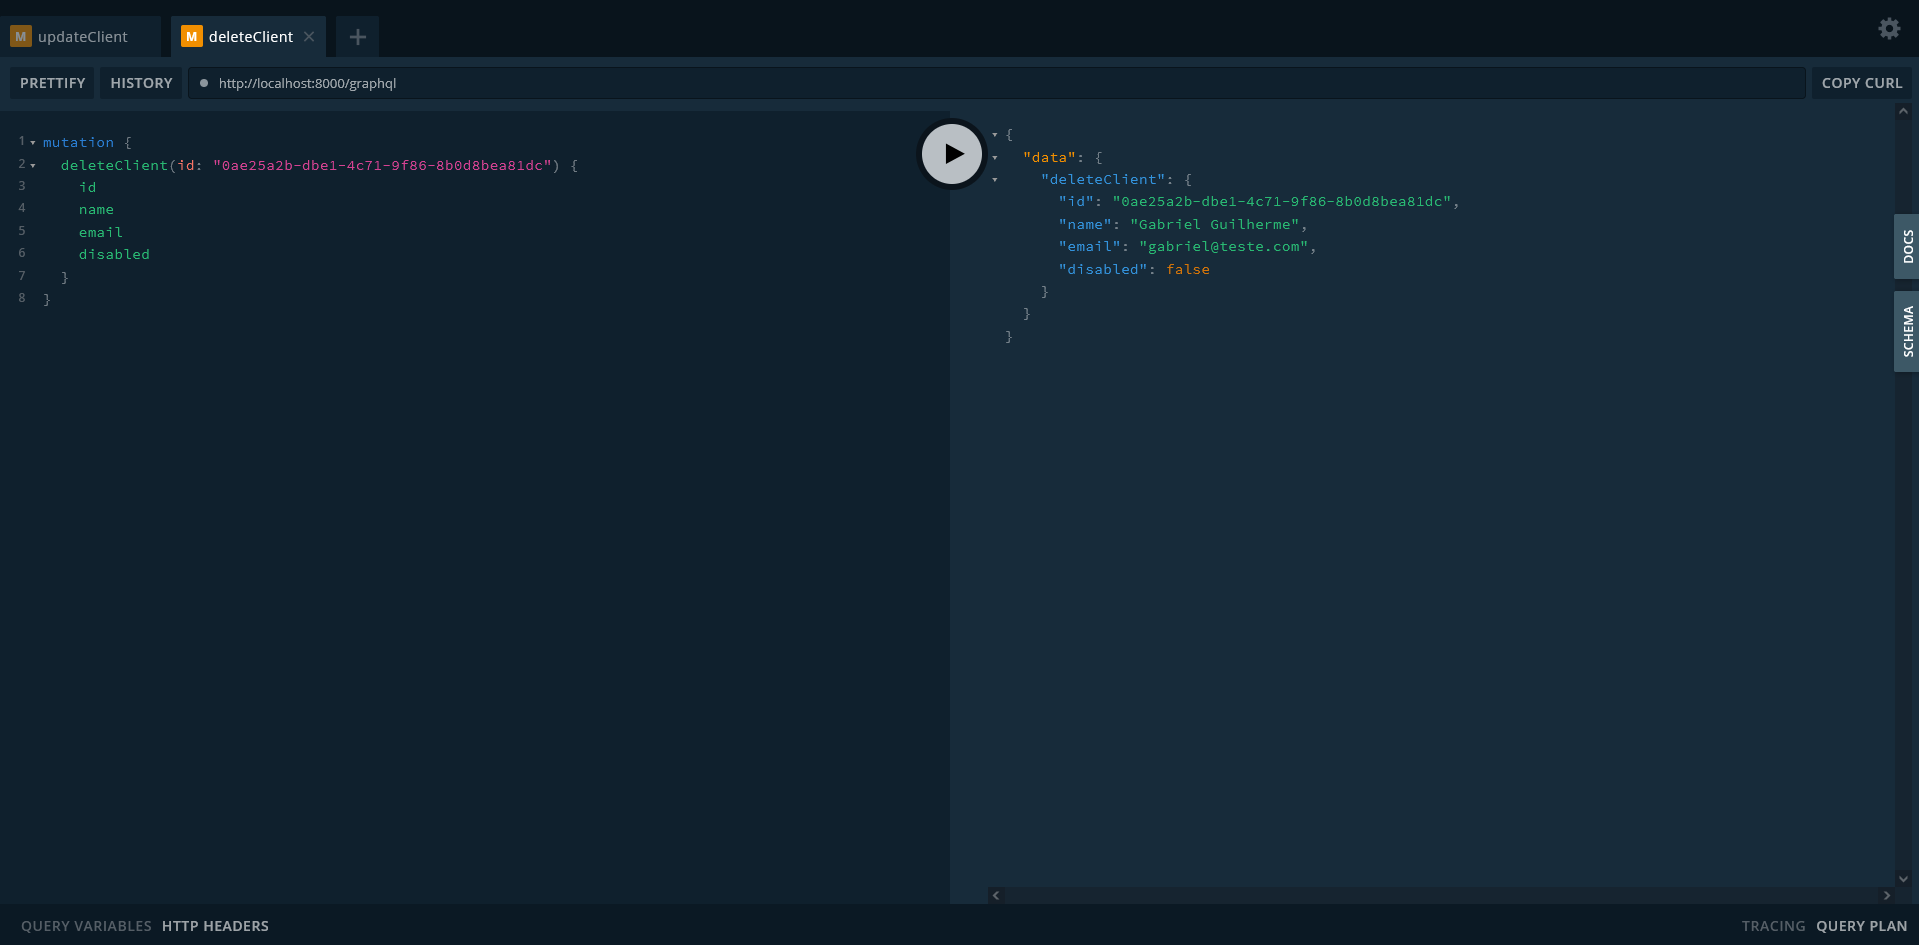 M updateClient
M deleteClient × +
PRETTIFY HISTORY http://localhost:8000/graphql COPY CURL
1 mutation {
2 deleteClient(id: "0ae25a2b-dbe1-4c71-9f86-8b0d8bea81dc") {
3 id
4 name
5 email
6 disabled
7 }
8 }
{
"data": {
"deleteClient": {
"id": "0ae25a2b-dbe1-4c71-9f86-8b0d8bea81dc",
"name": "Gabriel Guilherme",
"email": "gabriel@teste.com",
"disabled": false
}
}
}
DOCS
SCHEMA
QUERY VARIABLES HTTP HEADERS
TRACING QUERY PLAN